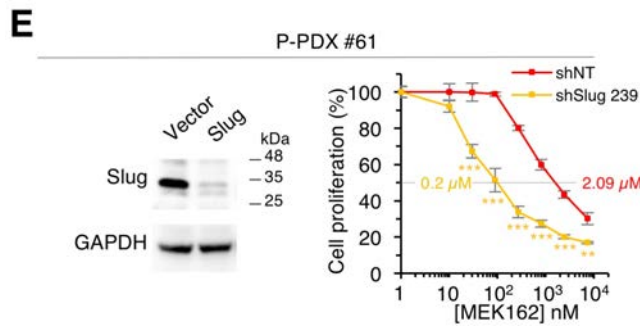 E
P-PDX #61
Vector
Slug
kDa
48
Slug
35
25
GAPDH
shNT
shSlug 239
Cell proliferation (%)
100
80
60
40
20
0
0.2 µM
2.09 µM
***
***
***
***
***
**
1
10
10²
10³
10⁴
[MEK162] nM